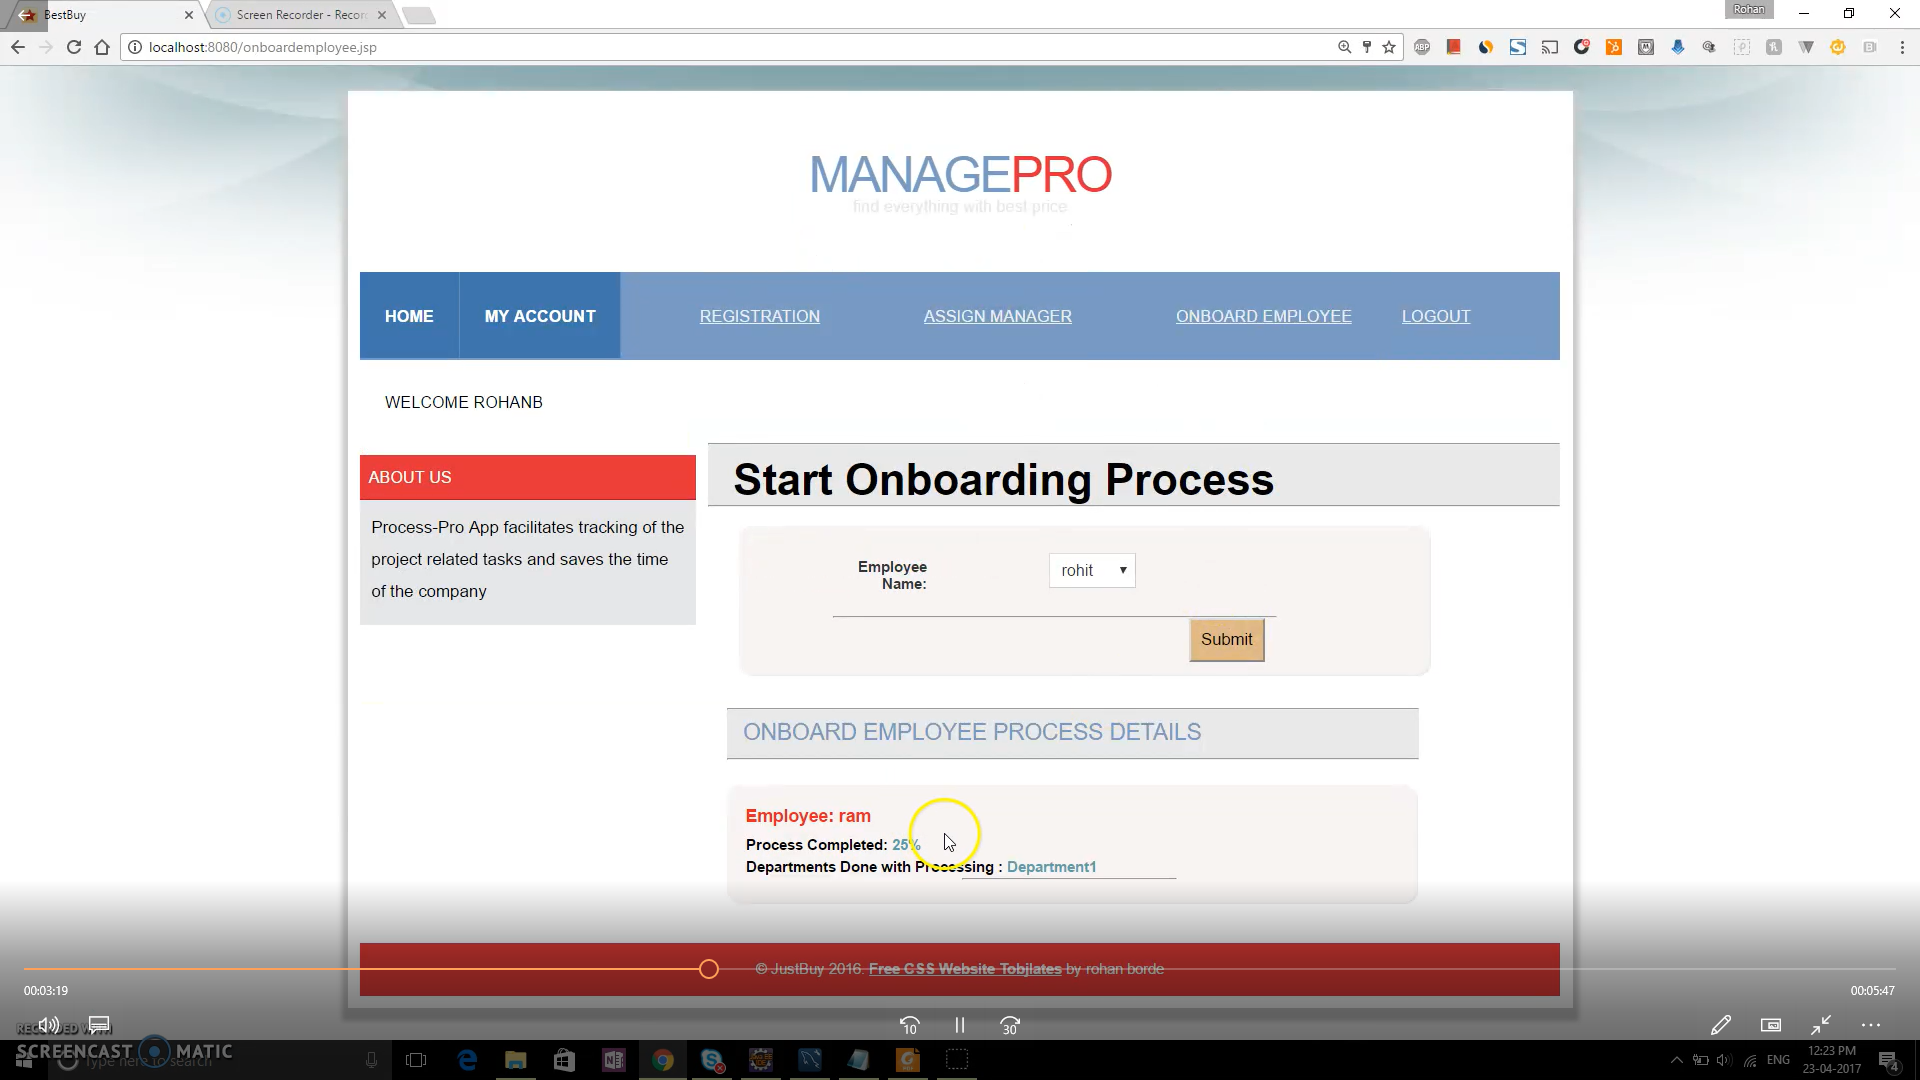 BestBuy
Screen Recorder - Recor
Rohan
localhost:8080/onboardemployee.jsp
ABP
MANAGEPRO
find everything with best price
HOME
MY ACCOUNT
REGISTRATION
ASSIGN MANAGER
ONBOARD EMPLOYEE
LOGOUT
WELCOME ROHANB
ABOUT US
Process-Pro App facilitates tracking of the
project related tasks and saves the time
of the company
Start Onboarding Process
Employee
Name:
rohit
Submit
ONBOARD EMPLOYEE PROCESS DETAILS
Employee: ram
Process Completed: 25%
Departments Done with Processing : Department1
© JustBuy 2016. Free CSS Website Tobjlates by rohan borde
00:03:19
00:05:47
10
30
RECORDED WITH
SCREENCAST MATIC
Type here to search
ENG
12:23 PM
23-04-2017
4